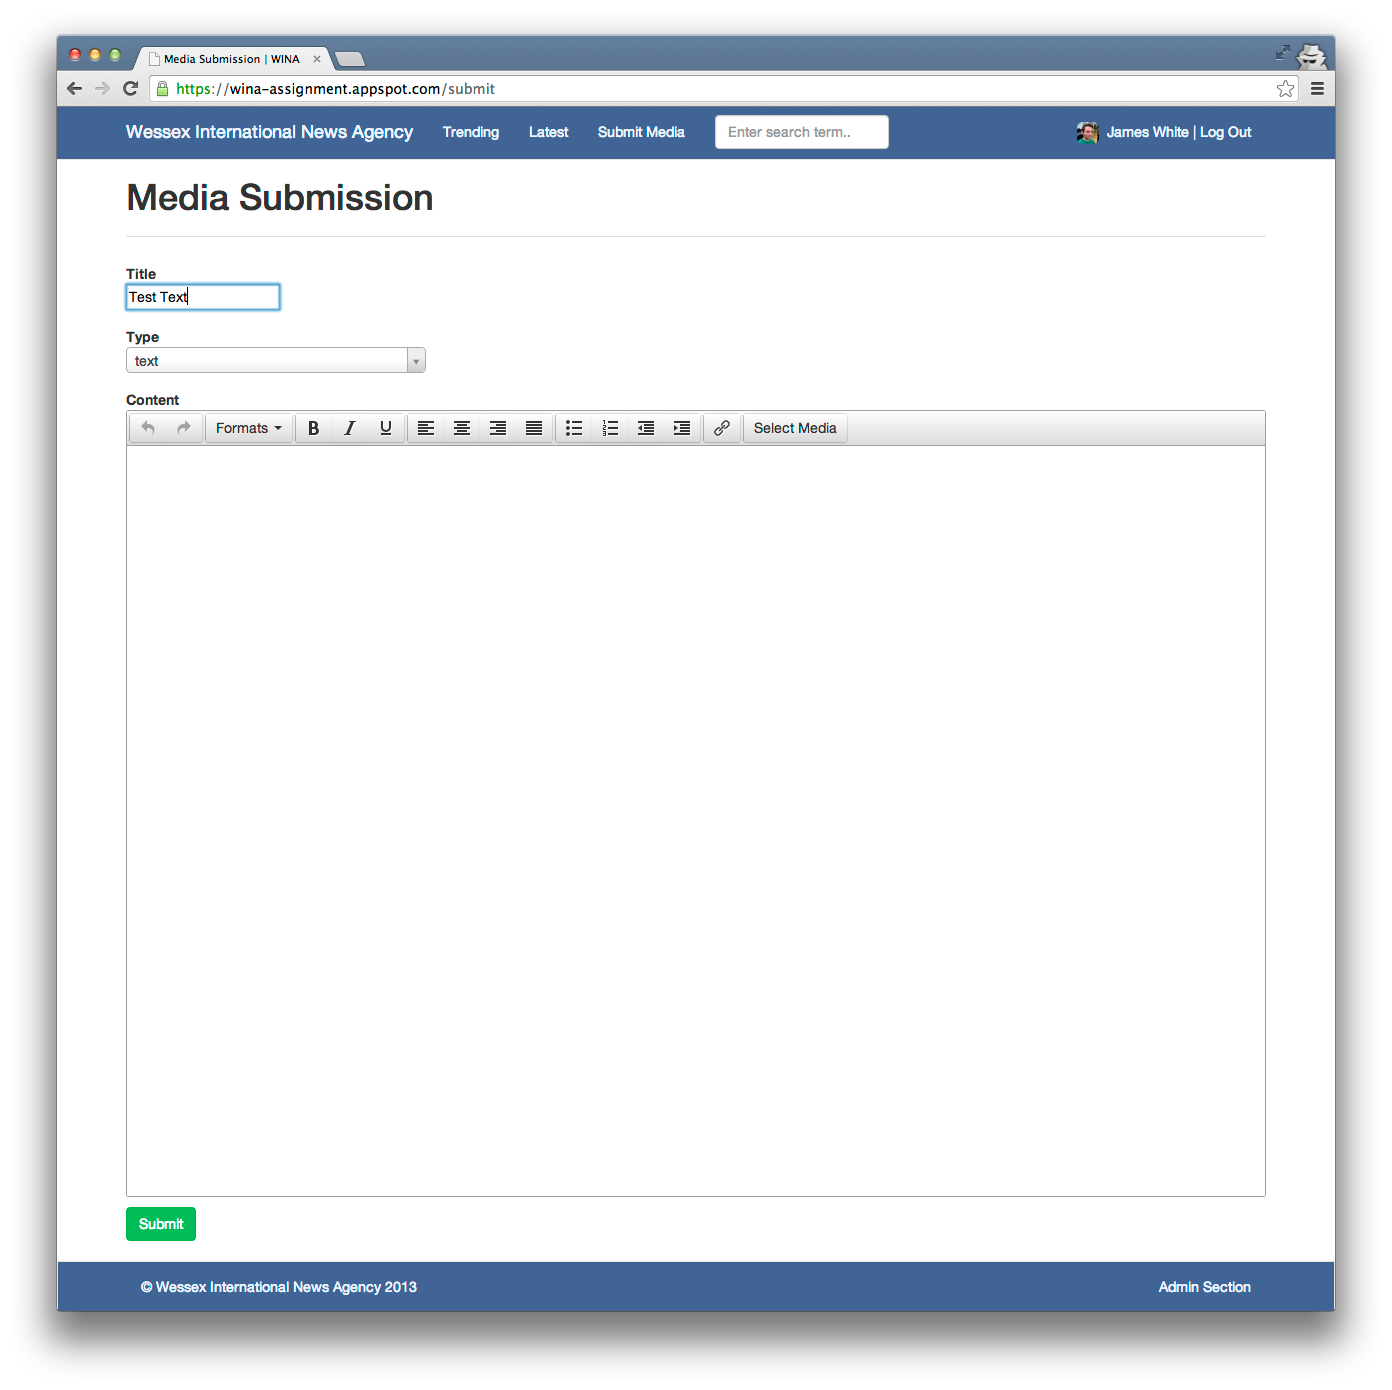 Media Submission | WINA
https://wina-assignment.appspot.com/submit
Wessex International News Agency Trending Latest Submit Media Enter search term.. James White | Log Out
Media Submission
Title
Test Text
Type
text
Content
Formats B I U Select Media
Submit
© Wessex International News Agency 2013 Admin Section